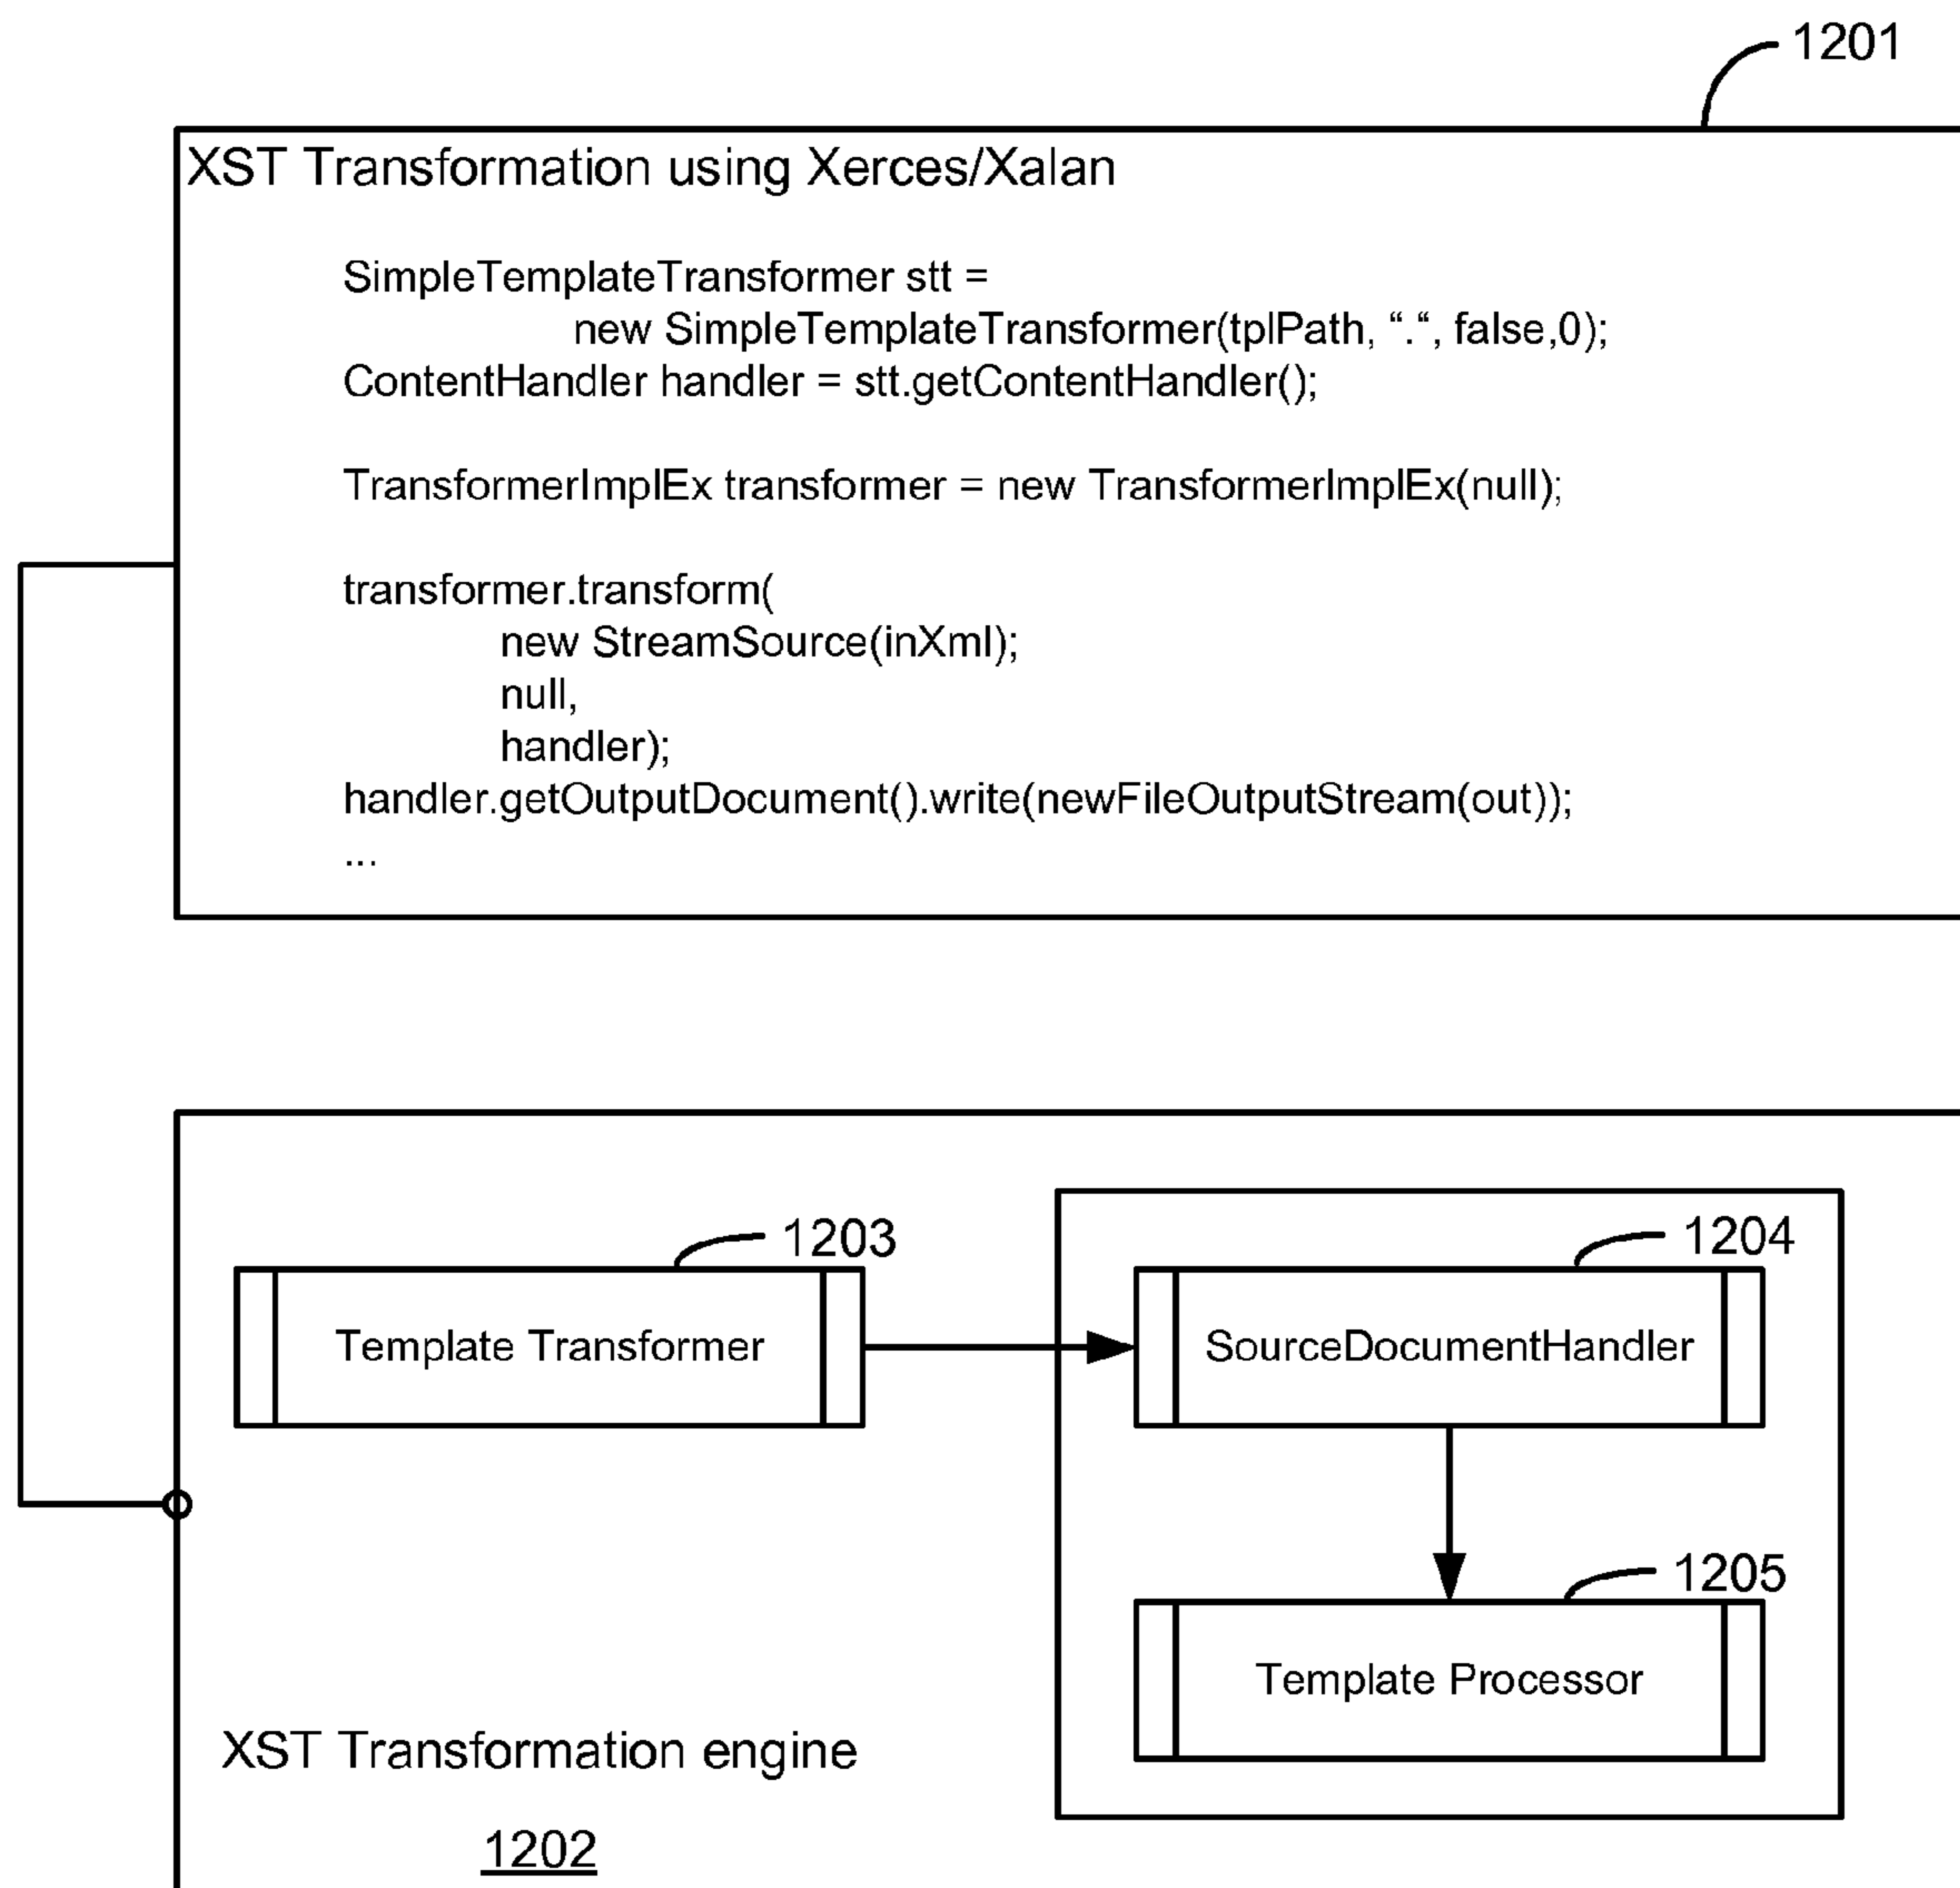 1201
XST Transformation using Xerces/Xalan
SimpleTemplateTransformer stt =
new SimpleTemplateTransformer(tplPath, “.“, false,0);
ContentHandler handler = stt.getContentHandler();
TransformerImplEx transformer = new TransformerImplEx(null);
transformer.transform(
new StreamSource(inXml);
null,
handler);
handler.getOutputDocument().write(newFileOutputStream(out));
...
1203
1204
Template Transformer
SourceDocumentHandler
1205
Template Processor
XST Transformation engine
1202